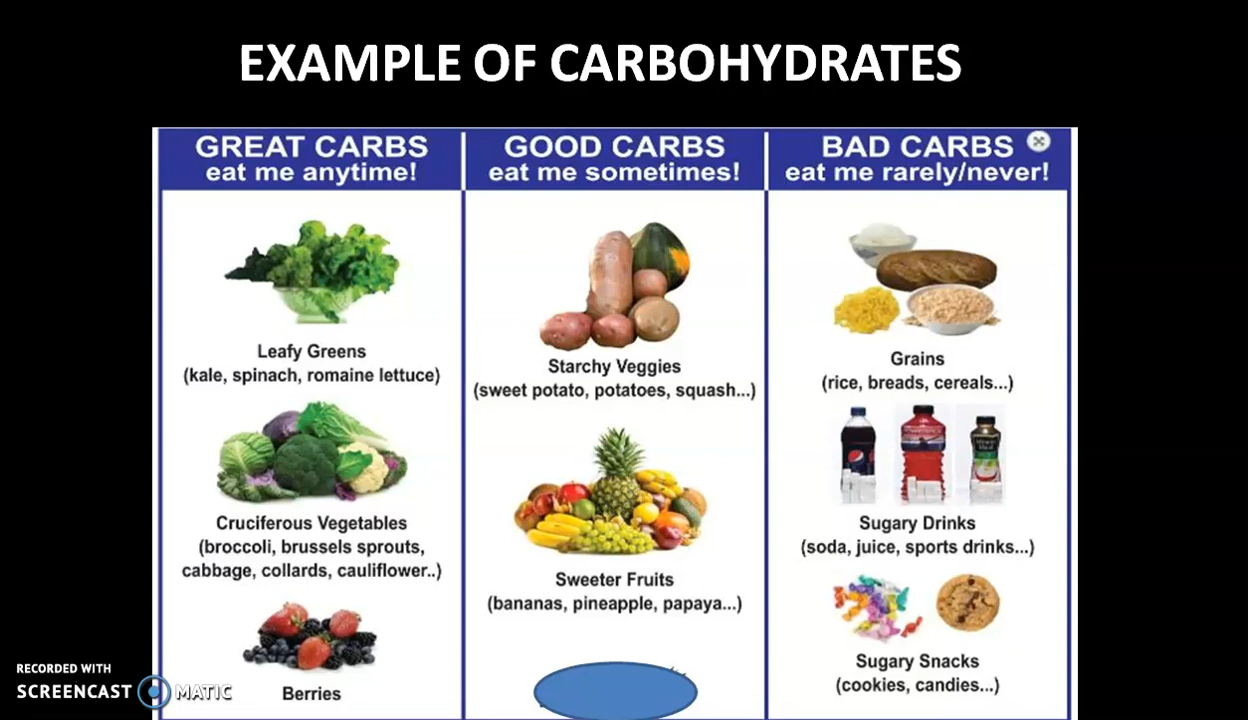 EXAMPLE OF CARBOHYDRATES
GREAT CARBS
eat me anytime!
Leafy Greens
(kale, spinach, romaine lettuce)
Cruciferous Vegetables
(broccoli, brussels sprouts,
cabbage, collards, cauliflower..)
Berries
GOOD CARBS
eat me sometimes!
Starchy Veggies
(sweet potato, potatoes, squash...)
Sweeter Fruits
(bananas, pineapple, papaya...)
BAD CARBS
eat me rarely/never!
Grains
(rice, breads, cereals...)
Sugary Drinks
(soda, juice, sports drinks...)
Sugary Snacks
(cookies, candies...)
RECORDED WITH
SCREENCAST MATIC